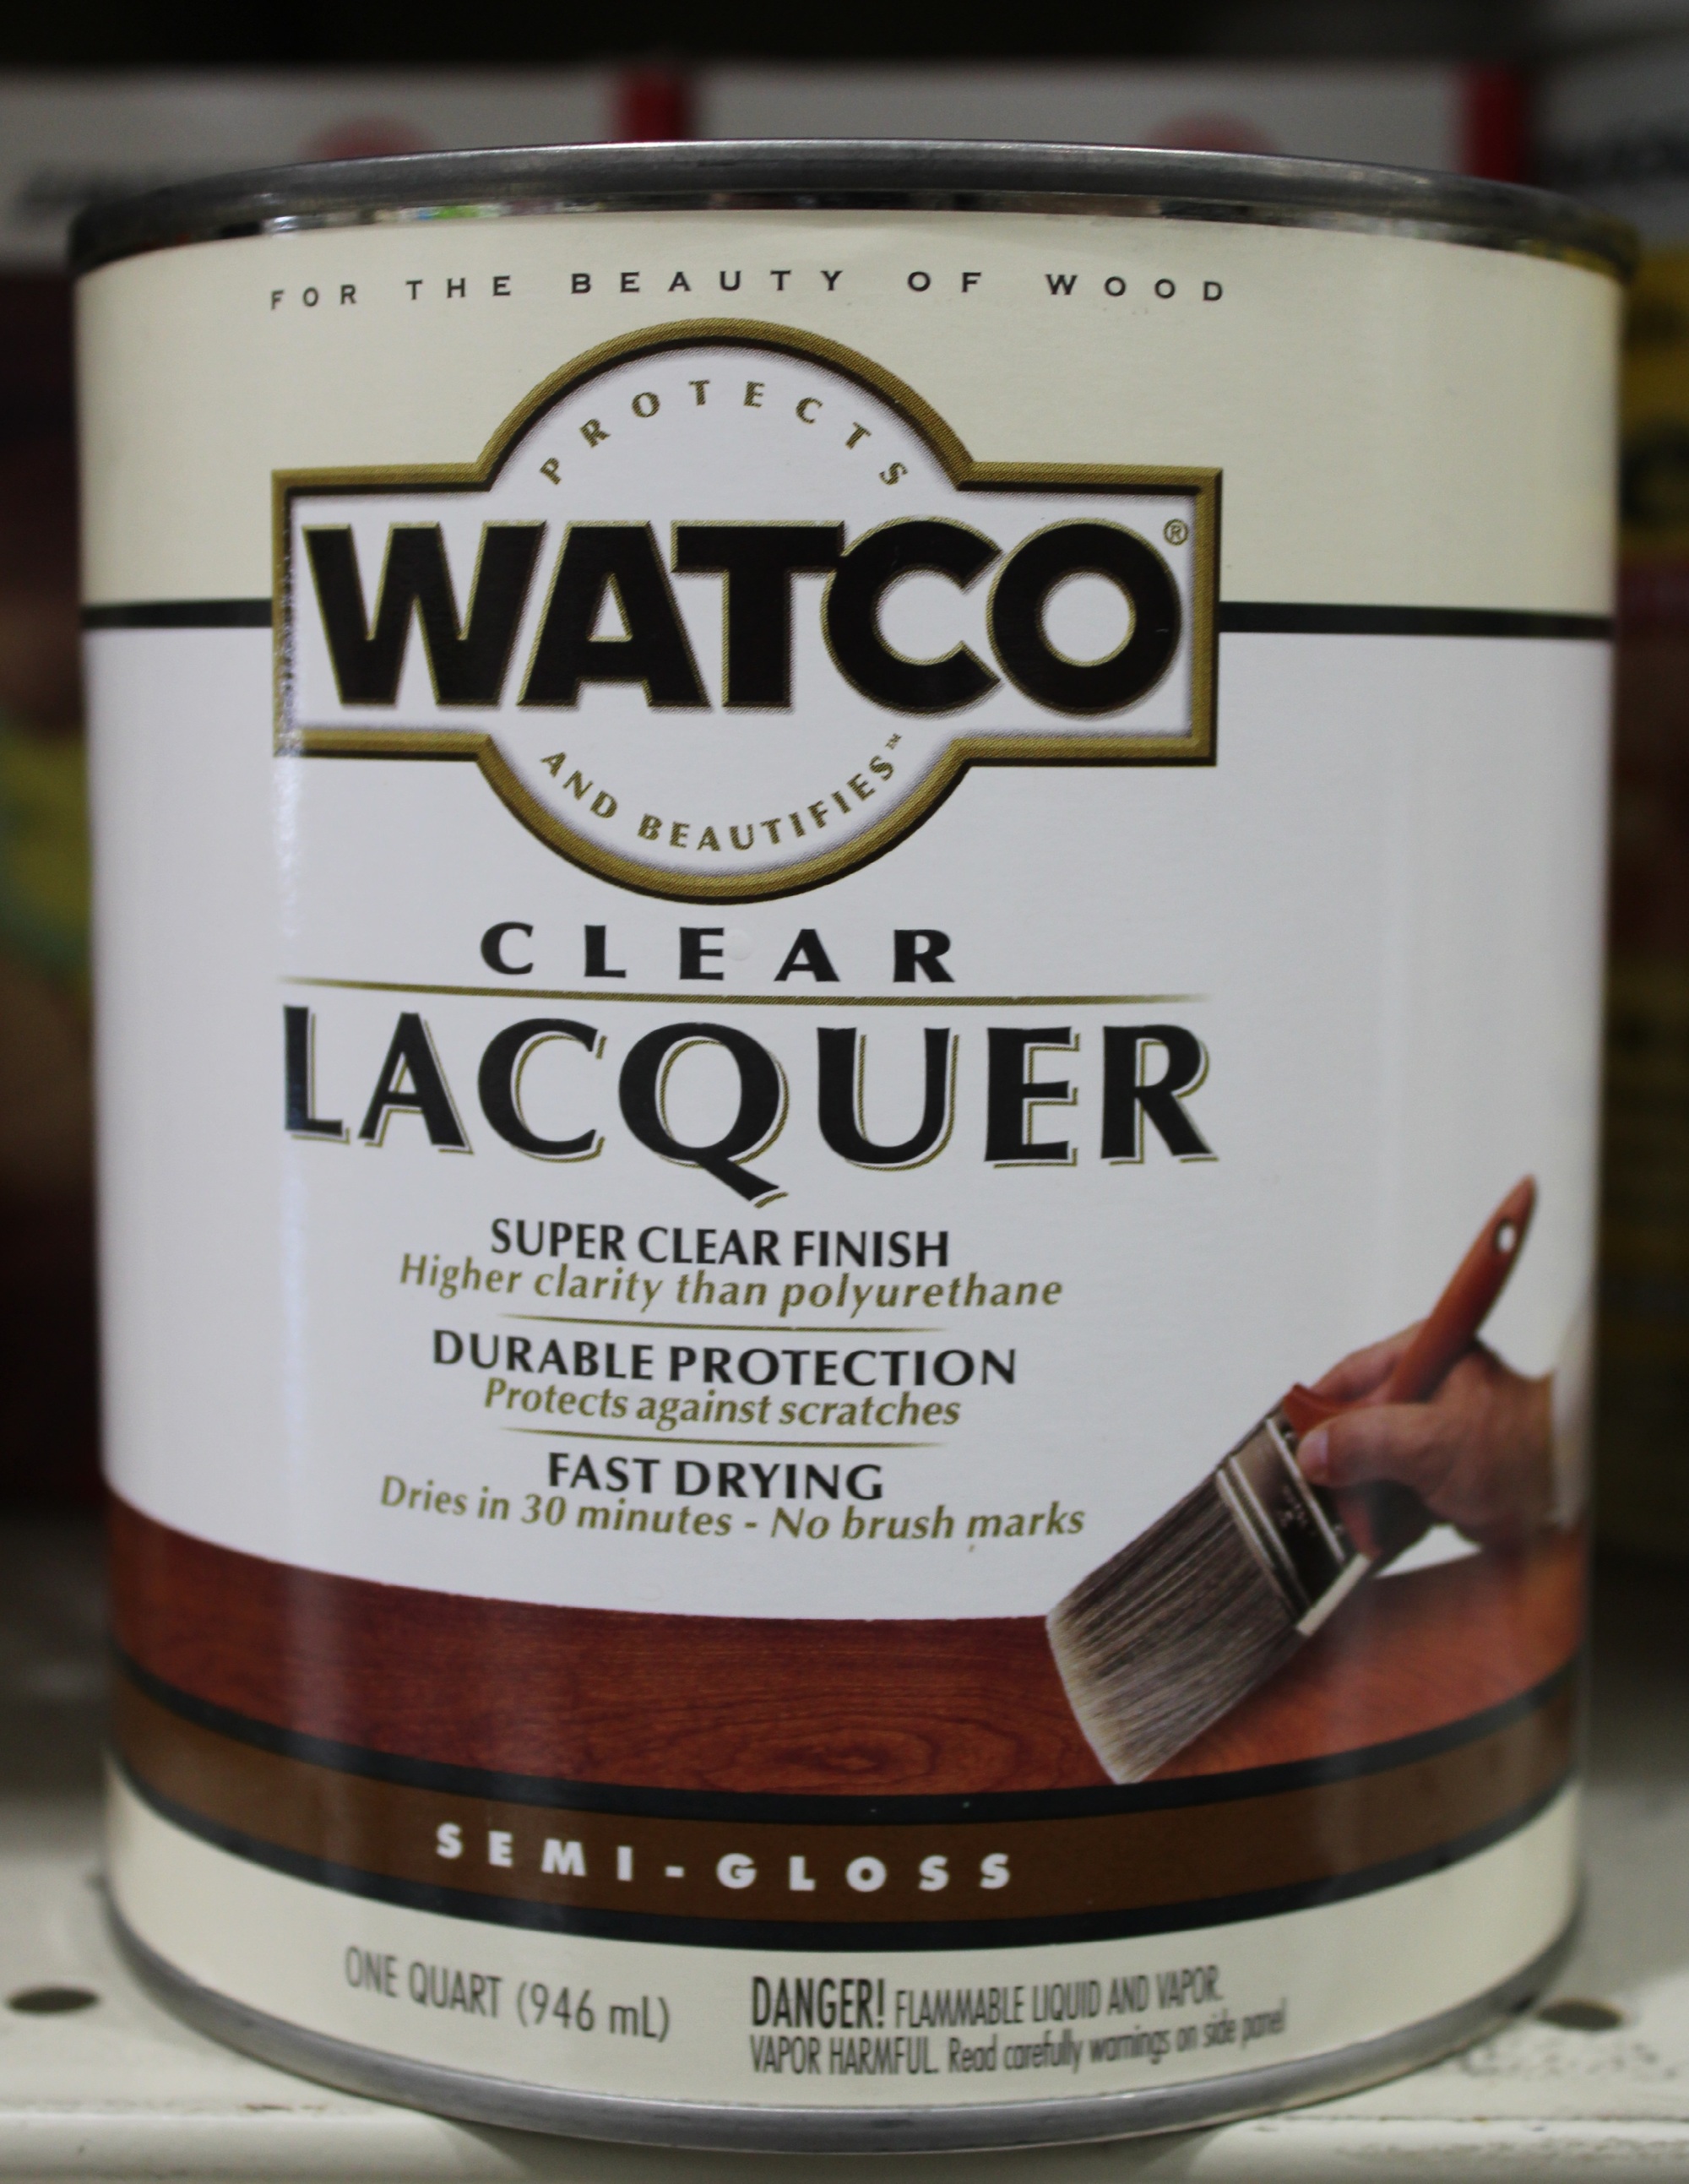 FOR THE BEAUTY OF WOOD
PROTECTS
WATCO®
AND BEAUTIFIES™
CLEAR
LACQUER
SUPER CLEAR FINISH
Higher clarity than polyurethane
DURABLE PROTECTION
Protects against scratches
FAST DRYING
Dries in 30 minutes - No brush marks
SEMI-GLOSS
ONE QUART (946 mL)
DANGER! FLAMMABLE LIQUID AND VAPOR.
VAPOR HARMFUL. Read carefully warnings on side panel